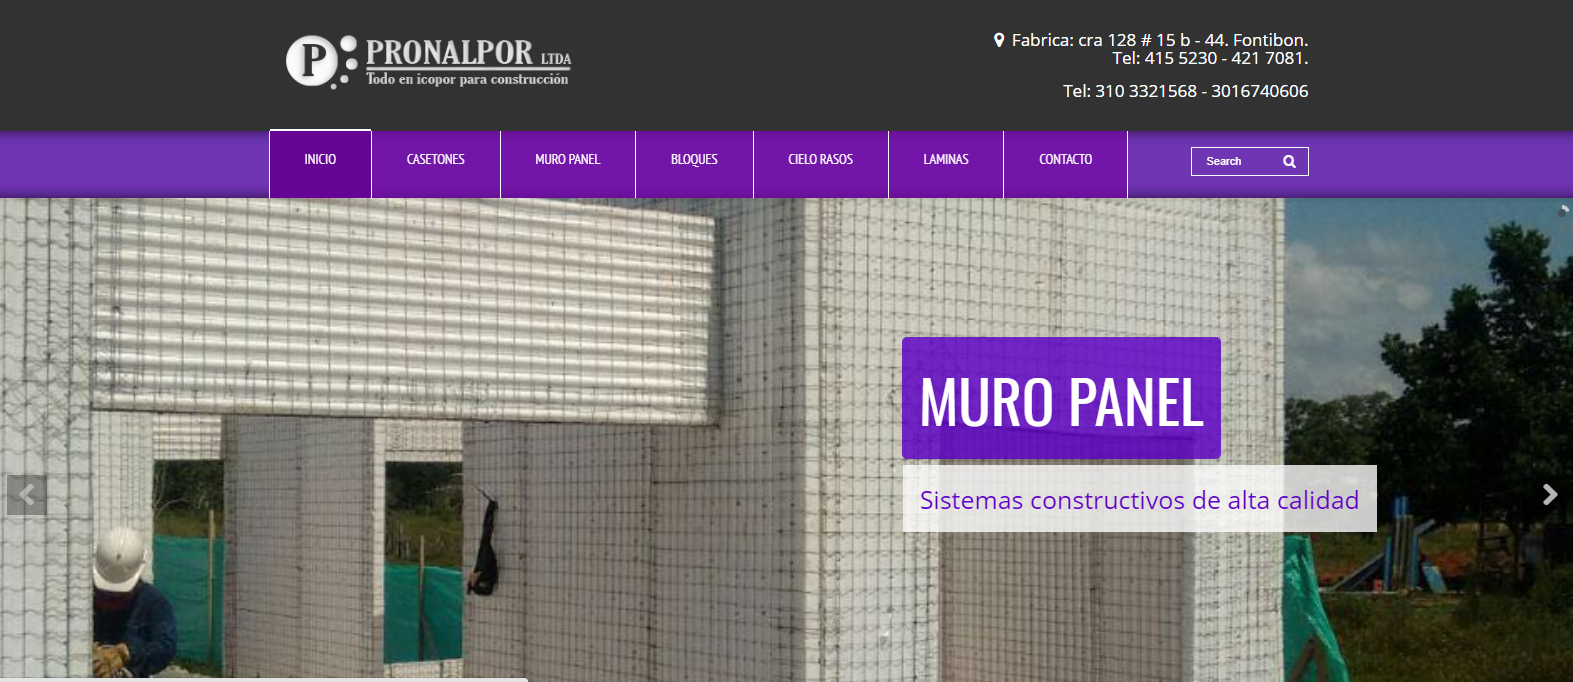 P PRONALPOR LTDA
Todo en icopor para construcción
Fabrica: cra 128 # 15 b - 44. Fontibon.
Tel: 415 5230 - 421 7081.
Tel: 310 3321568 - 3016740606
INICIO CASETONES MURO PANEL BLOQUES CIELO RASOS LAMINAS CONTACTO Search
MURO PANEL
Sistemas constructivos de alta calidad